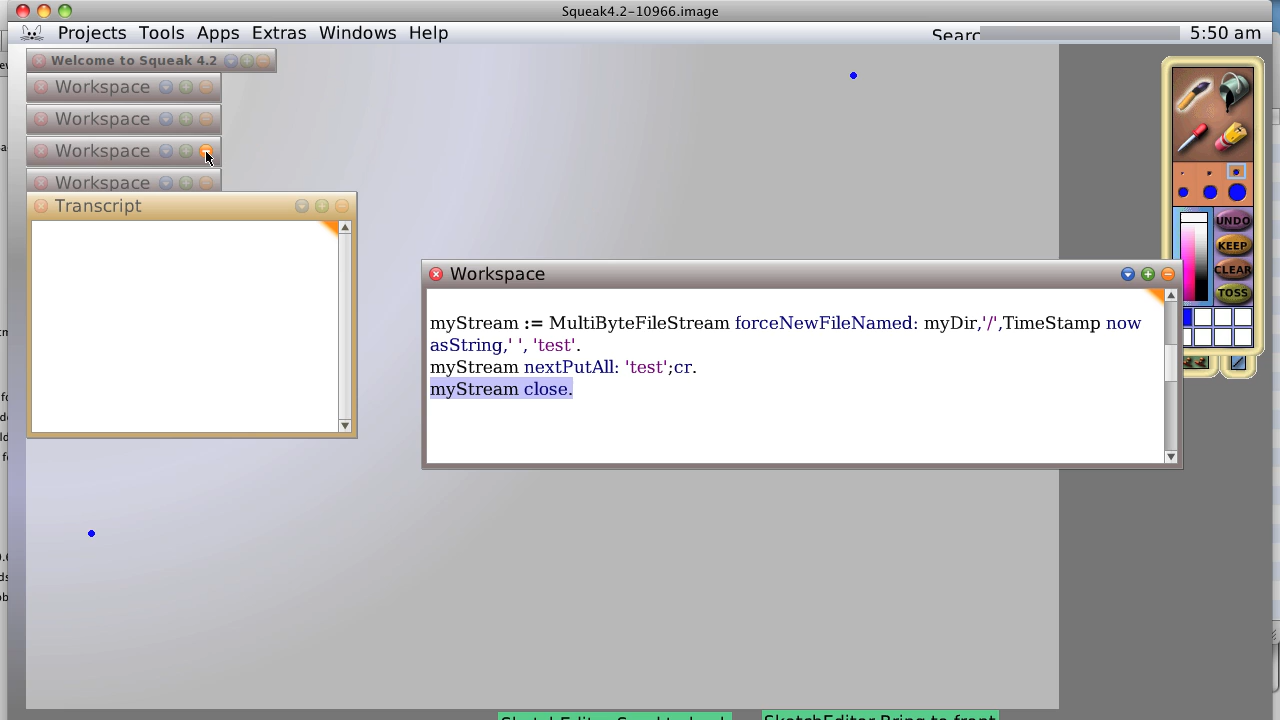 Squeak4.2-10966.image
Projects Tools Apps Extras Windows Help Searc 5:50 am
Welcome to Squeak 4.2
Workspace
Workspace
Workspace
Workspace
Transcript
UNDO
KEEP
CLEAR
TOSS
Workspace
myStream := MultiByteFileStream forceNewFileNamed: myDir,'/',TimeStamp now
asString,' ', 'test'.
myStream nextPutAll: 'test';cr.
myStream close.
SketchEditor Bring to front